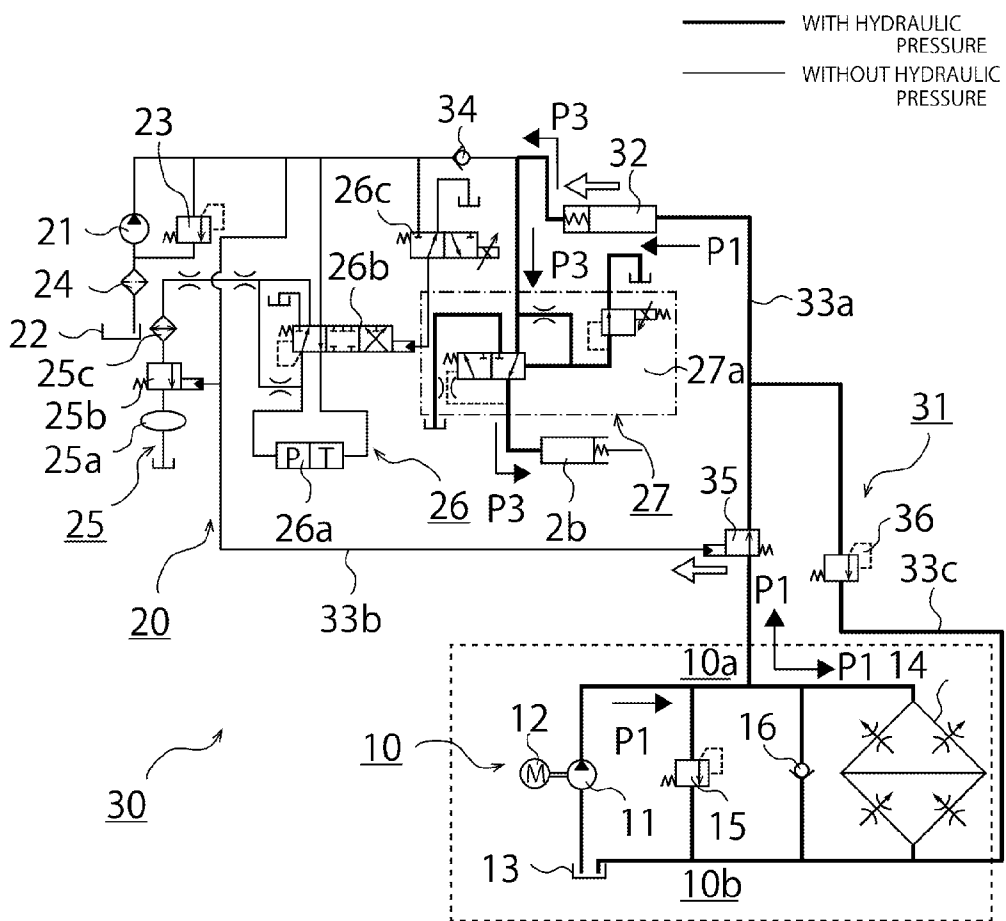 WITH HYDRAULIC
PRESSURE
WITHOUT HYDRAULIC
PRESSURE
34
P3
23
32
26c
21
P1
P3
26b
24
33a
22
27a
25c
31
25b
25a
P T
26
27
35
36
25
26a
P3
2b
33c
20
33b
P1
10a
P1
14
12
P1
16
10
M
30
11
15
13
10b